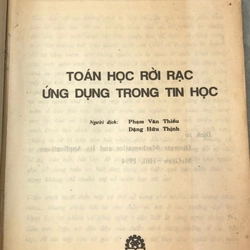 TOÁN HỌC RỜI RẠC
ỨNG DỤNG TRONG TIN HỌC
Người dịch: Phạm Văn Thiều
Đặng Hữu Thịnh